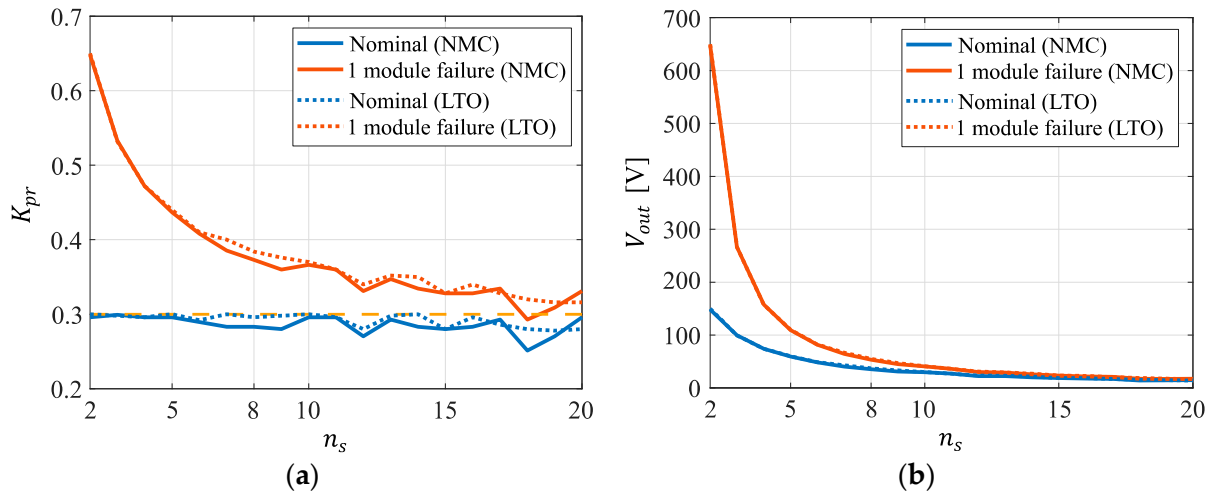 0.7
0.6
0.5
0.4
0.3
0.2
K_pr
2 5 8 10 15 20
n_s
Nominal (NMC)
1 module failure (NMC)
Nominal (LTO)
1 module failure (LTO)
(a)
700
600
500
400
300
200
100
0
V_out [V]
2 5 8 10 15 20
n_s
Nominal (NMC)
1 module failure (NMC)
Nominal (LTO)
1 module failure (LTO)
(b)